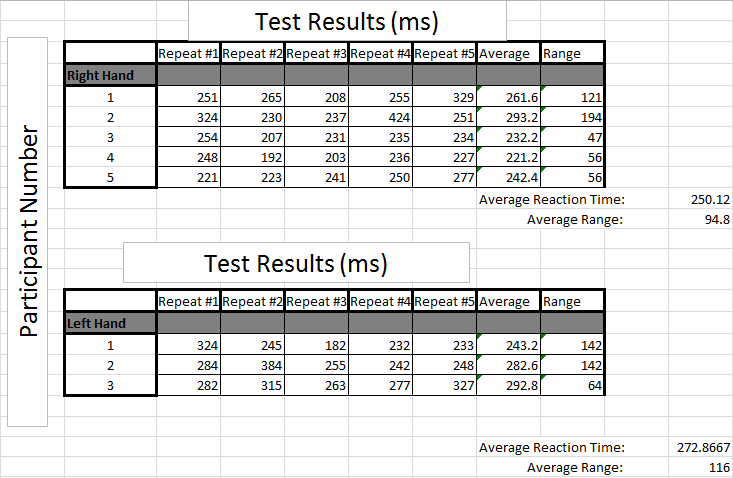 Test Results (ms)
Participant Number
Repeat #1 Repeat #2 Repeat #3 Repeat #4 Repeat #5 Average Range
Right Hand
1 251 265 208 255 329 261.6 121
2 324 230 237 424 251 293.2 194
3 254 207 231 235 234 232.2 47
4 248 192 203 236 227 221.2 56
5 221 223 241 250 277 242.4 56
Average Reaction Time: 250.12
Average Range: 94.8
Test Results (ms)
Repeat #1 Repeat #2 Repeat #3 Repeat #4 Repeat #5 Average Range
Left Hand
1 324 245 182 232 233 243.2 142
2 284 384 255 242 248 282.6 142
3 282 315 263 277 327 292.8 64
Average Reaction Time: 272.8667
Average Range: 116